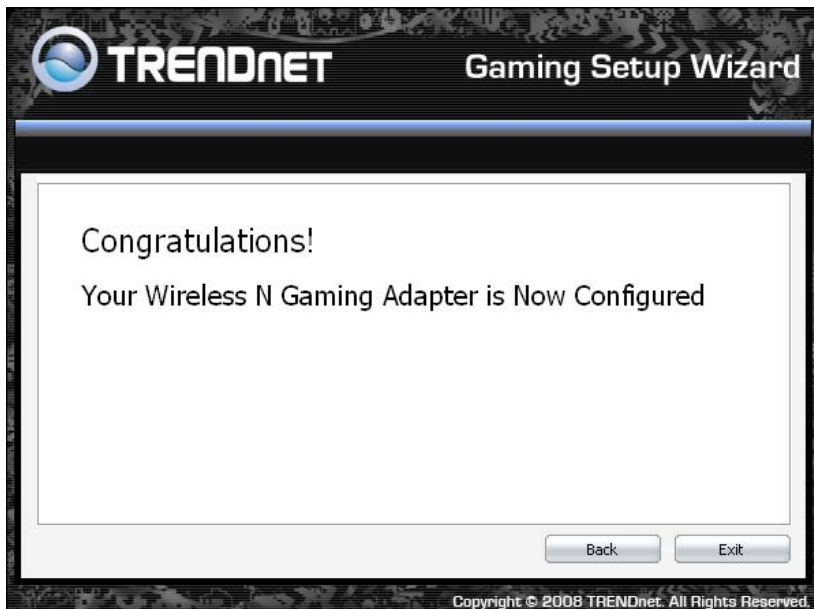 TRENDNET
Gaming Setup Wizard
Congratulations!
Your Wireless N Gaming Adapter is Now Configured
Back
Exit
Copyright © 2008 TRENDnet. All Rights Reserved.